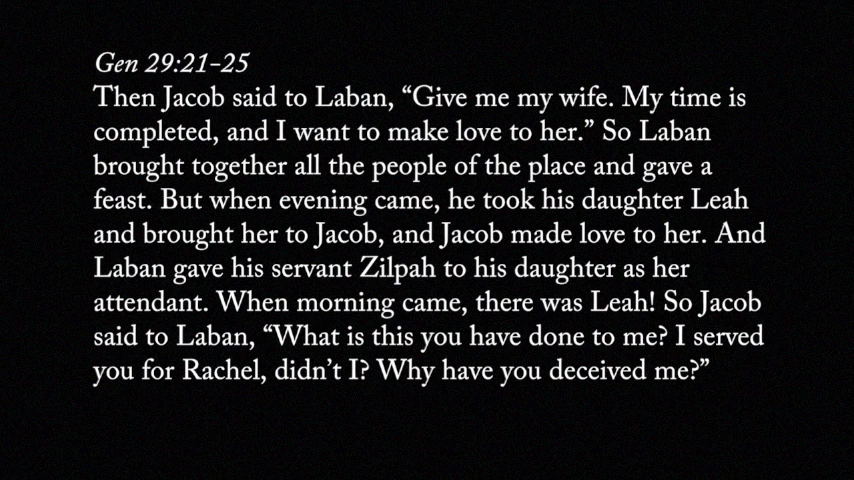 Gen 29:21-25
Then Jacob said to Laban, “Give me my wife. My time is
completed, and I want to make love to her.” So Laban
brought together all the people of the place and gave a
feast. But when evening came, he took his daughter Leah
and brought her to Jacob, and Jacob made love to her. And
Laban gave his servant Zilpah to his daughter as her
attendant. When morning came, there was Leah! So Jacob
said to Laban, “What is this you have done to me? I served
you for Rachel, didn’t I? Why have you deceived me?”